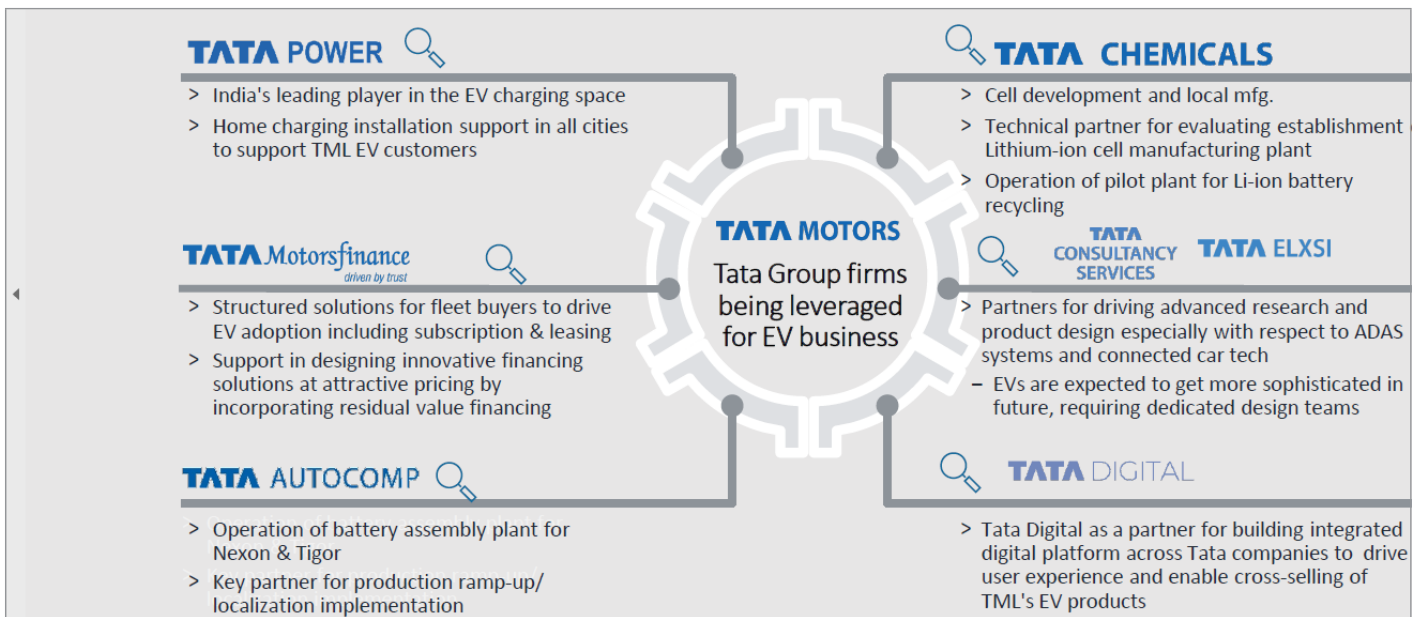 TATA POWER
> India's leading player in the EV charging space
> Home charging installation support in all cities
to support TML EV customers
TATA Motorsfinance
driven by trust
> Structured solutions for fleet buyers to drive
EV adoption including subscription & leasing
> Support in designing innovative financing
solutions at attractive pricing by
incorporating residual value financing
TATA AUTOCOMP
> Operation of battery assembly plant for
Nexon & Tigor
> Key partner for production ramp-up/
localization implementation
TATA MOTORS
Tata Group firms
being leveraged
for EV business
TATA CHEMICALS
> Cell development and local mfg.
> Technical partner for evaluating establishment
Lithium-ion cell manufacturing plant
> Operation of pilot plant for Li-ion battery
recycling
TATA
CONSULTANCY
SERVICES
TATA ELXSI
> Partners for driving advanced research and
product design especially with respect to ADAS
systems and connected car tech
– EVs are expected to get more sophisticated in
future, requiring dedicated design teams
TATA DIGITAL
> Tata Digital as a partner for building integrated
digital platform across Tata companies to drive
user experience and enable cross-selling of
TML's EV products